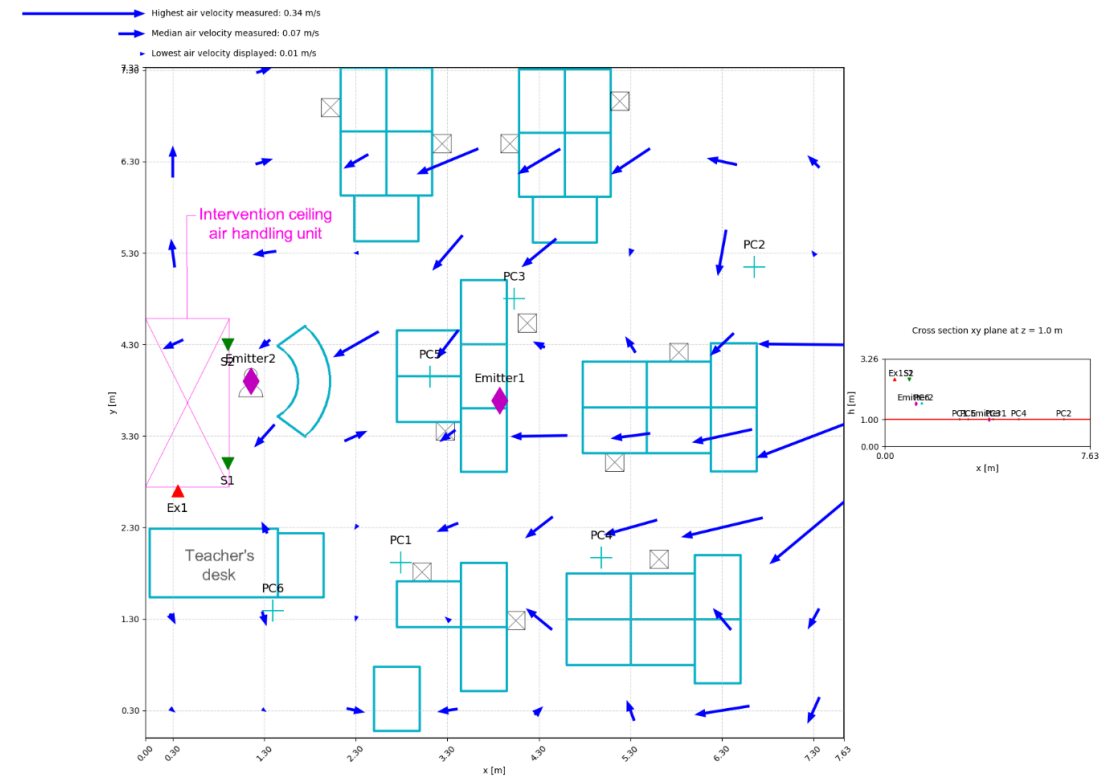 Highest air velocity measured: 0.34 m/s
Median air velocity measured: 0.07 m/s
Lowest air velocity displayed: 0.01 m/s
7.30
6.30
5.30
4.30
3.30
2.30
1.30
0.30
y [m]
Intervention ceiling
air handling unit
PC2
PC3
S2
Emitter2
PC5
Emitter1
S1
Ex1
Teacher's
desk
PC1
PC4
PC6
0.00
0.30
1.30
2.30
3.30
4.30
5.30
6.30
7.30
7.63
x [m]
Cross section xy plane at z = 1.0 m
3.26
1.00
0.00
h [m]
Ex1
S2
PC4
PC2
0.00
7.63
x [m]